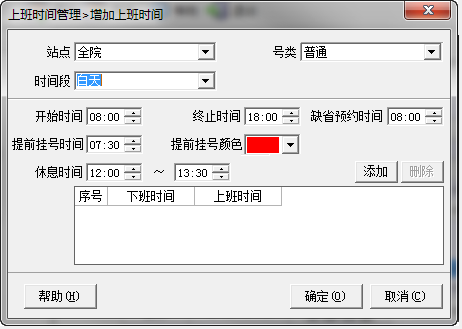 上班时间管理>增加上班时间
站点 全院 号类 普通
时间段 白天
开始时间 08:00 终止时间 18:00 缺省预约时间 08:00
提前挂号时间 07:30 提前挂号颜色
休息时间 12:00 ～ 13:30 添加 删除
序号 下班时间 上班时间
帮助(H) 确定(O) 取消(C)